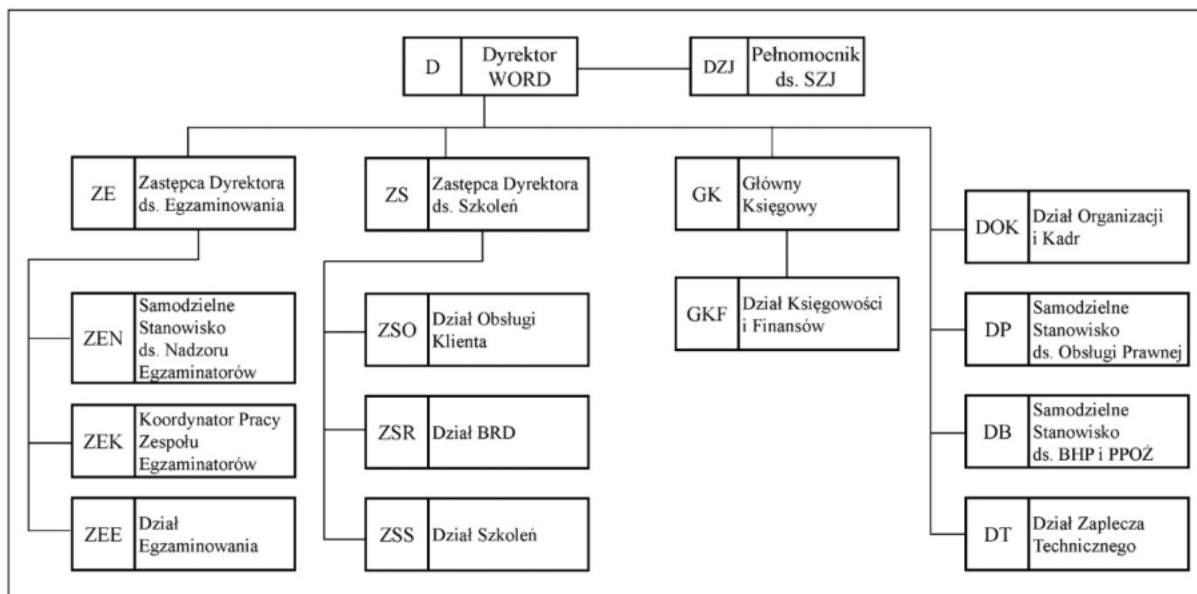 D
Dyrektor
WORD
DZJ
Pełnomocnik
ds. SZJ
ZE
Zastępca Dyrektora
ds. Egzaminowania
ZS
Zastępca Dyrektora
ds. Szkoleń
GK
Główny
Księgowy
DOK
Dział Organizacji
i Kadr
ZEN
Samodzielne
Stanowisko
ds. Nadzoru
Egzaminatorów
ZSO
Dział Obsługi
Klienta
GKF
Dział Księgowości
i Finansów
DP
Samodzielne
Stanowisko
ds. Obsługi Prawnej
ZEK
Koordynator Pracy
Zespołu
Egzaminatorów
ZSR
Dział BRD
DB
Samodzielne
Stanowisko
ds. BHP i PPOŻ
ZEE
Dział
Egzaminowania
ZSS
Dział Szkoleń
DT
Dział Zaplecza
Technicznego